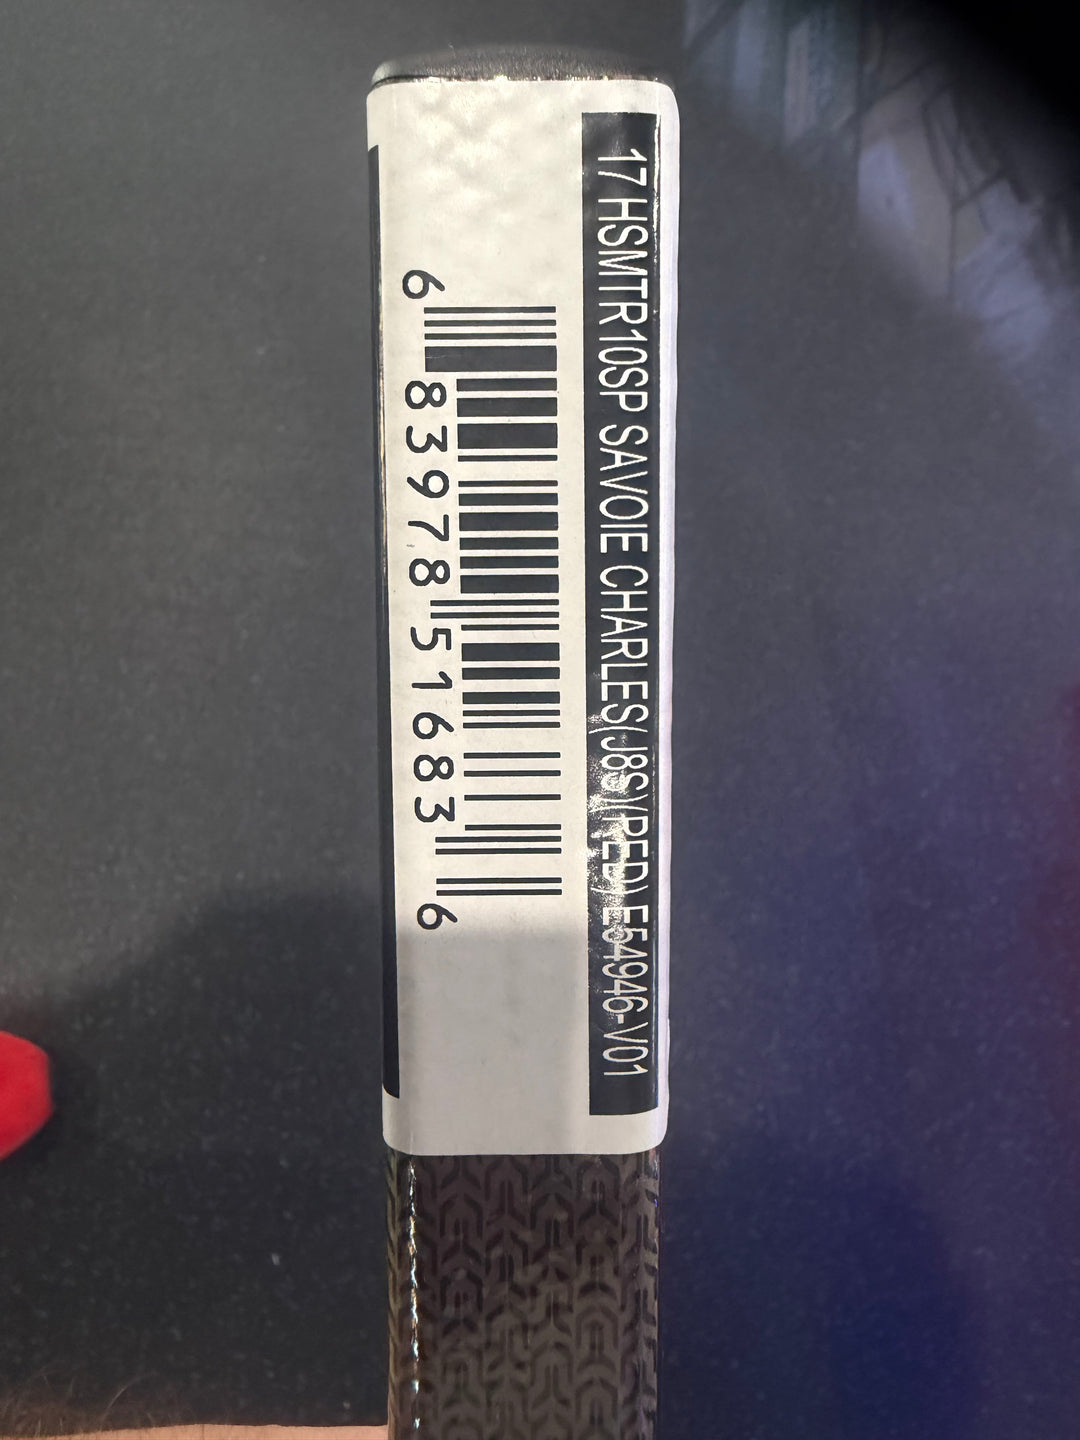 17 HSMTR10SP SAVOIE CHARLES(J8S)(RED) E54946-V01
6 83978 51683 6